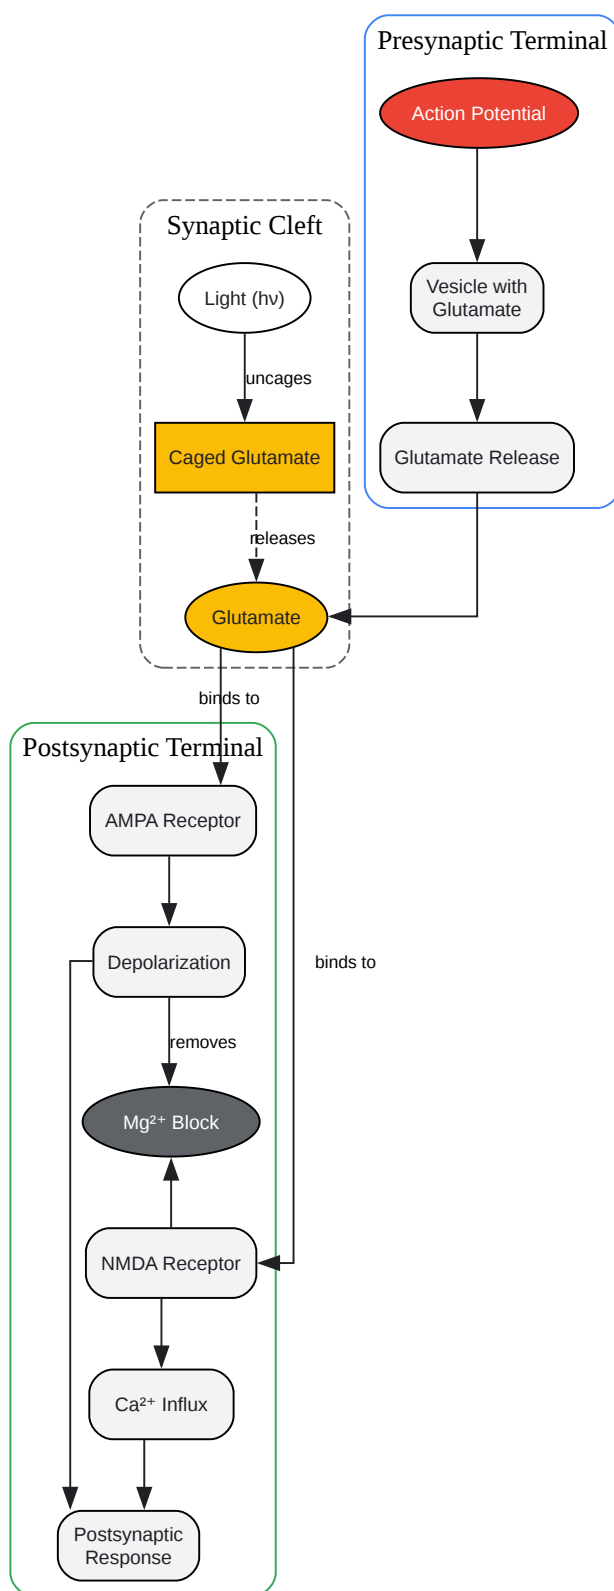 Presynaptic Terminal
Action Potential
Synaptic Cleft
Vesicle with
Glutamate
Light (hν)
uncages
Caged Glutamate
Glutamate Release
releases
Glutamate
binds to
Postsynaptic Terminal
AMPA Receptor
Depolarization
binds to
removes
Mg²⁺ Block
NMDA Receptor
Ca²⁺ Influx
Postsynaptic
Response